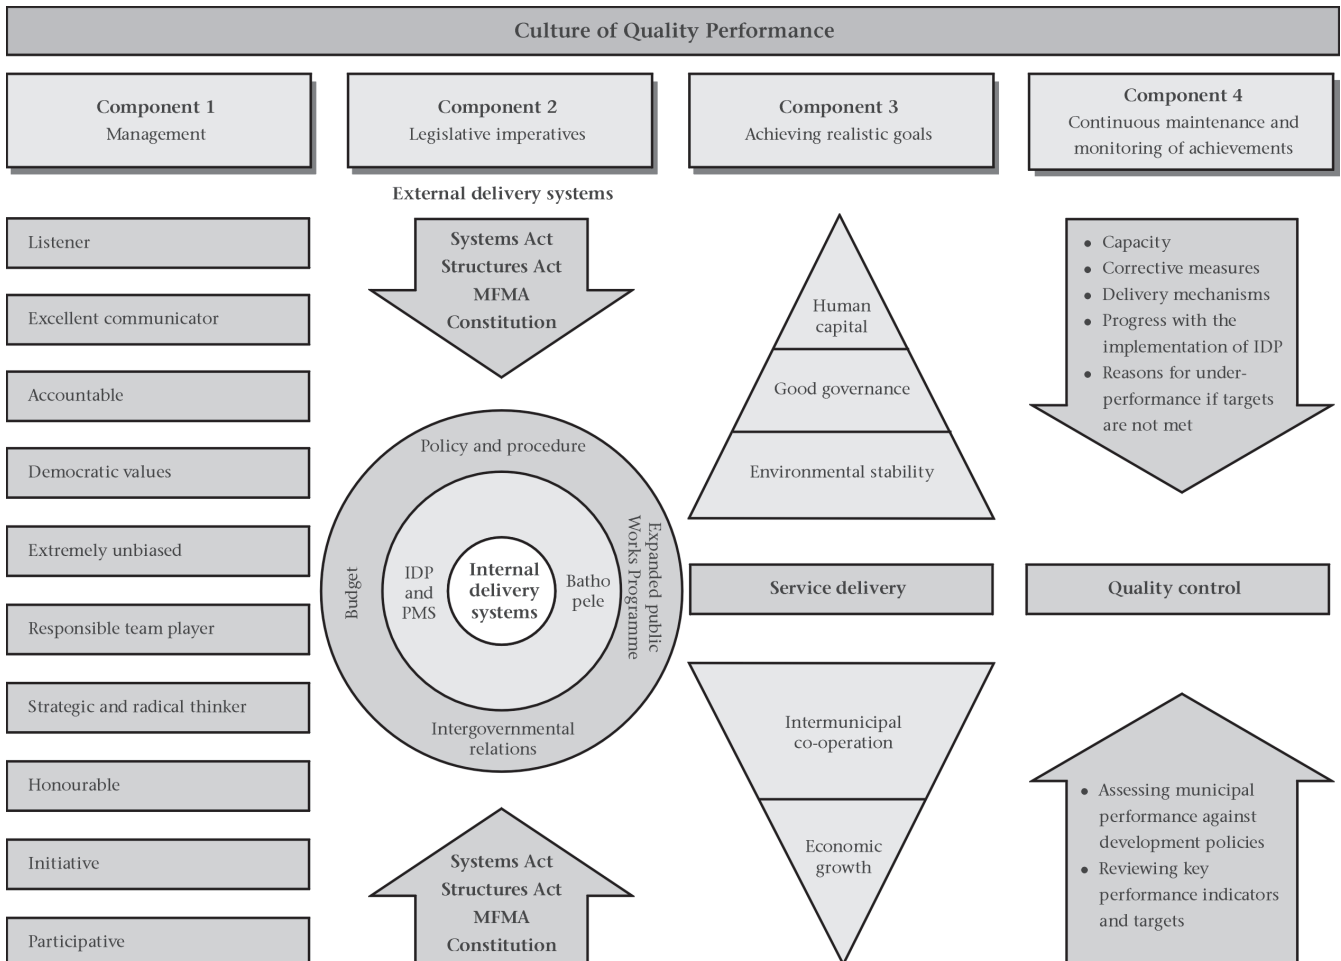 Culture of Quality Performance
Component 1
Management
Listener
Excellent communicator
Accountable
Democratic values
Extremely unbiased
Responsible team player
Strategic and radical thinker
Honourable
Initiative
Participative
Component 2
Legislative imperatives
External delivery systems
Systems Act
Structures Act
MFMA
Constitution
Policy and procedure
Budget
IDP
and
PMS
Internal
delivery
systems
Batho
pele
Expanded public
Works Programme
Intergovernmental
relations
Systems Act
Structures Act
MFMA
Constitution
Component 3
Achieving realistic goals
Human
capital
Good governance
Environmental stability
Service delivery
Intermunicipal
co-operation
Economic
growth
Component 4
Continuous maintenance and
monitoring of achievements
• Capacity
• Corrective measures
• Delivery mechanisms
• Progress with the
implementation of IDP
• Reasons for under-
performance if targets
are not met
Quality control
• Assessing municipal
performance against
development policies
• Reviewing key
performance indicators
and targets